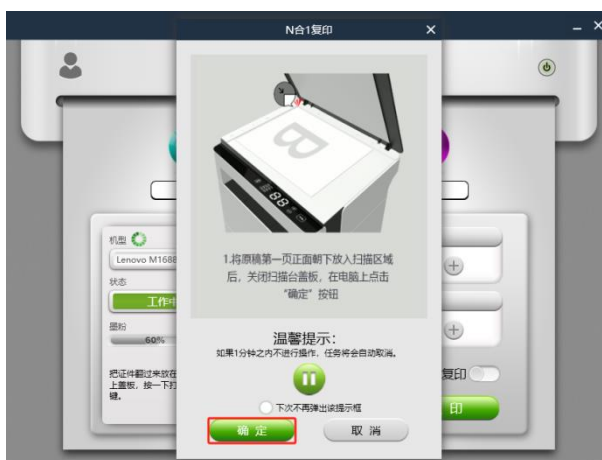 N合1复印
机型
Lenovo M1688
状态
工作中
墨粉
60%
把证件翻过来放在
上盖板，按一下打
键。
1.将原稿第一页正面朝下放入扫描区域
后，关闭扫描台盖板，在电脑上点击
“确定”按钮
温馨提示：
如果1分钟之内不进行操作，任务将会自动取消。
下次不再弹出该提示框
确 定
取 消
复印
印